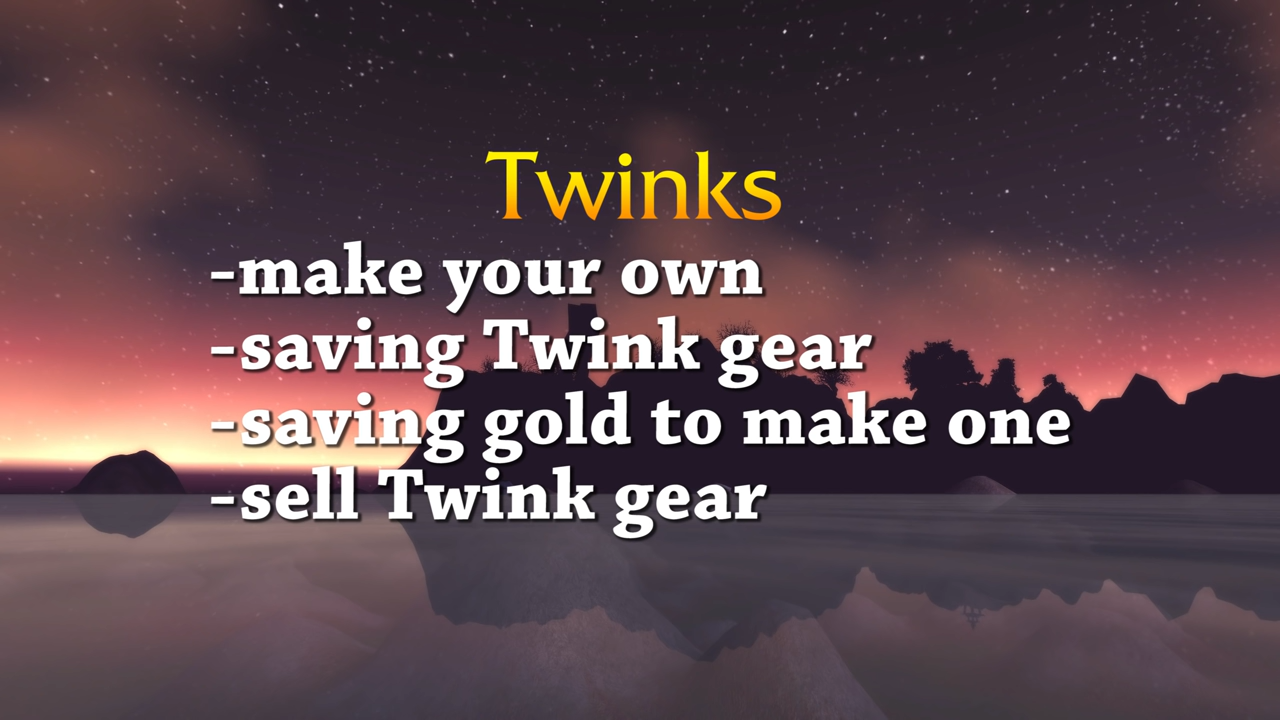 Twinks
-make your own
-saving Twink gear
-saving gold to make one
-sell Twink gear